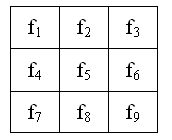 f₁ f₂ f₃
f₄ f₅ f₆
f₇ f₈ f₉